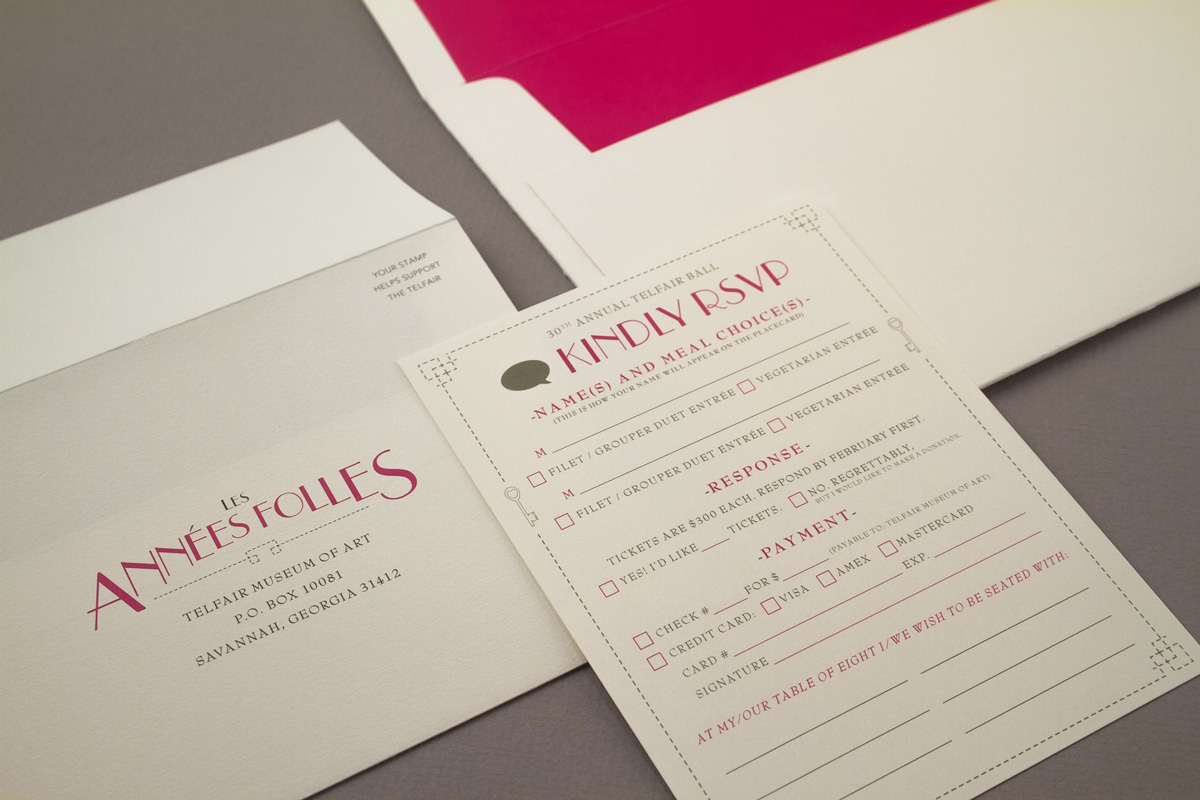 YOUR STAMP
HELPS SUPPORT
THE TELFAIR
LES
ANNÉES FOLLES
TELFAIR MUSEUM OF ART
P.O. BOX 10081
SAVANNAH, GEORGIA 31412
30TH ANNUAL TELFAIR BALL
KINDLY RSVP
-NAME(S) AND MEAL CHOICE(S)-
(THIS IS HOW YOUR NAME WILL APPEAR ON THE PLACECARD)
M
FILET / GROUPER DUET ENTRÉE VEGETARIAN ENTRÉE
M
FILET / GROUPER DUET ENTRÉE VEGETARIAN ENTRÉE
-RESPONSE-
TICKETS ARE $300 EACH. RESPOND BY FEBRUARY FIRST.
YES! I'D LIKE TICKETS. NO, REGRETTABLY,
BUT I WOULD LIKE TO MAKE A DONATION.
-PAYMENT-
(PAYABLE TO: TELFAIR MUSEUM OF ART)
CHECK # FOR $
CREDIT CARD: VISA AMEX MASTERCARD
CARD # EXP.
SIGNATURE
AT MY/OUR TABLE OF EIGHT I/WE WISH TO BE SEATED WITH: